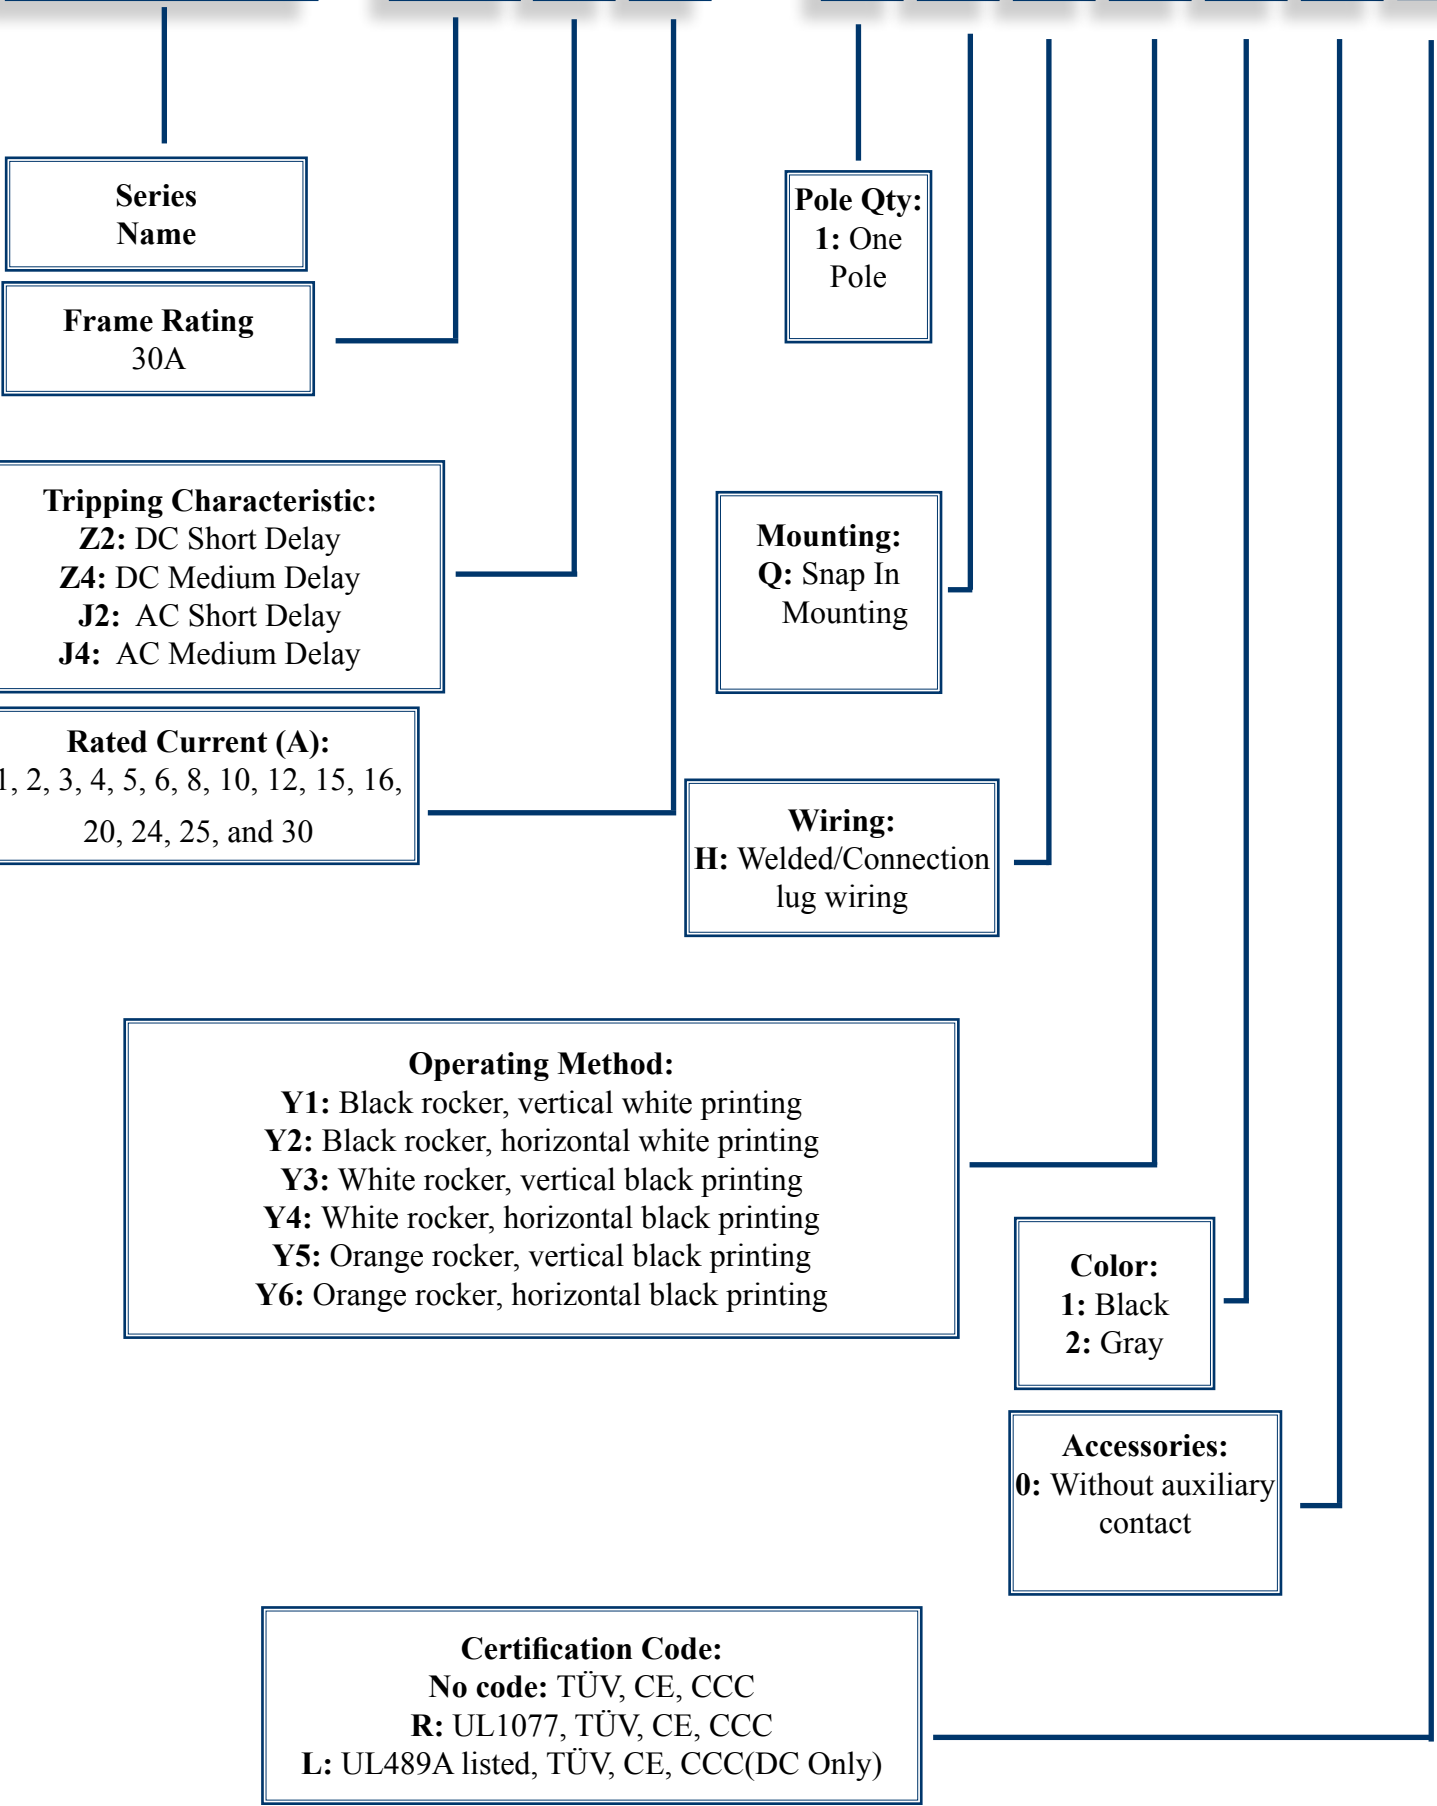 Series
Name
Frame Rating
30A
Tripping Characteristic:
Z2: DC Short Delay
Z4: DC Medium Delay
J2: AC Short Delay
J4: AC Medium Delay
Rated Current (A):
1, 2, 3, 4, 5, 6, 8, 10, 12, 15, 16,
20, 24, 25, and 30
Pole Qty:
1: One
Pole
Mounting:
Q: Snap In
Mounting
Wiring:
H: Welded/Connection
lug wiring
Operating Method:
Y1: Black rocker, vertical white printing
Y2: Black rocker, horizontal white printing
Y3: White rocker, vertical black printing
Y4: White rocker, horizontal black printing
Y5: Orange rocker, vertical black printing
Y6: Orange rocker, horizontal black printing
Color:
1: Black
2: Gray
Accessories:
0: Without auxiliary
contact
Certification Code:
No code: TÜV, CE, CCC
R: UL1077, TÜV, CE, CCC
L: UL489A listed, TÜV, CE, CCC(DC Only)